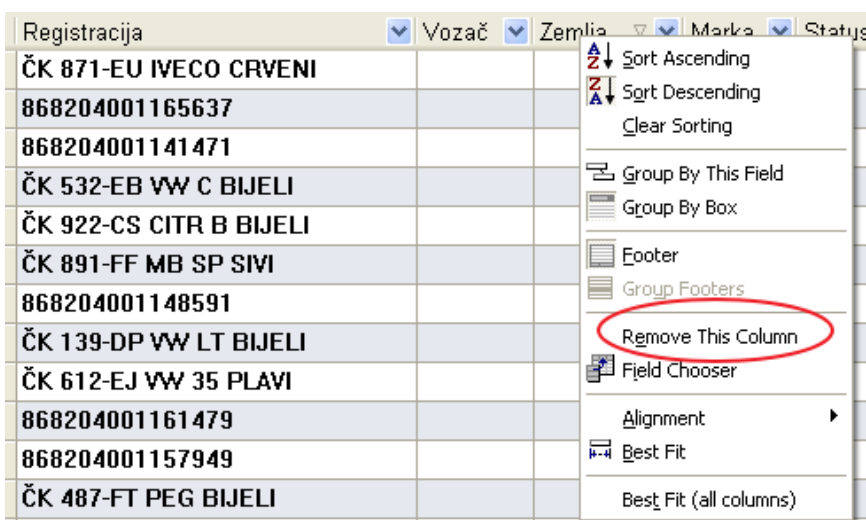 Registracija Vozač Zemlja Marka Status
ČK 871-EU IVECO CRVENI
868204001165637
868204001141471
ČK 532-EB VW C BIJELI
ČK 922-CS CITR B BIJELI
ČK 891-FF MB SP SIVI
868204001148591
ČK 139-DP VW LT BIJELI
ČK 612-EJ VW 35 PLAVI
868204001161479
868204001157949
ČK 487-FT PEG BIJELI
Sort Ascending
Sort Descending
Clear Sorting
Group By This Field
Group By Box
Footer
Group Footers
Remove This Column
Field Chooser
Alignment
Best Fit
Best Fit (all columns)